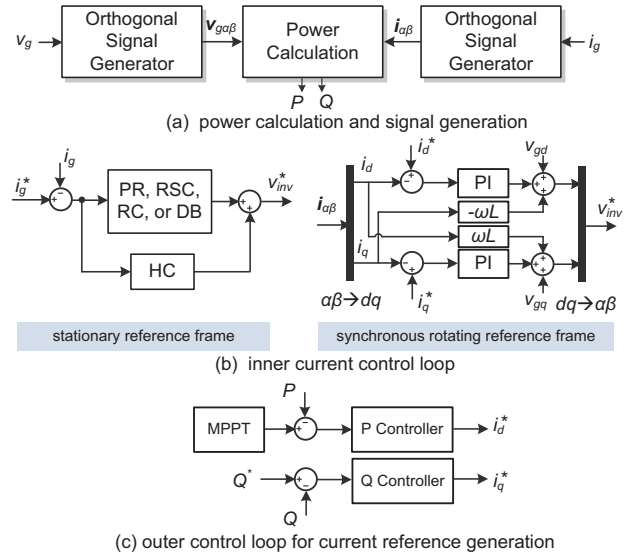 v_g
Orthogonal
Signal
Generator
v_gαβ
Power
Calculation
i_αβ
Orthogonal
Signal
Generator
i_g
P Q
(a) power calculation and signal generation
i_g
i_g*
PR, RSC,
RC, or DB
HC
v_inv*
i_αβ
i_d
i_d*
PI
v_gd
-ωL
ωL
v_inv*
i_q
PI
i_q*
v_gq
αβ→dq
dq→αβ
stationary reference frame
synchronous rotating reference frame
(b) inner current control loop
P
MPPT
P Controller
i_d*
Q*
Q Controller
i_q*
Q
(c) outer control loop for current reference generation